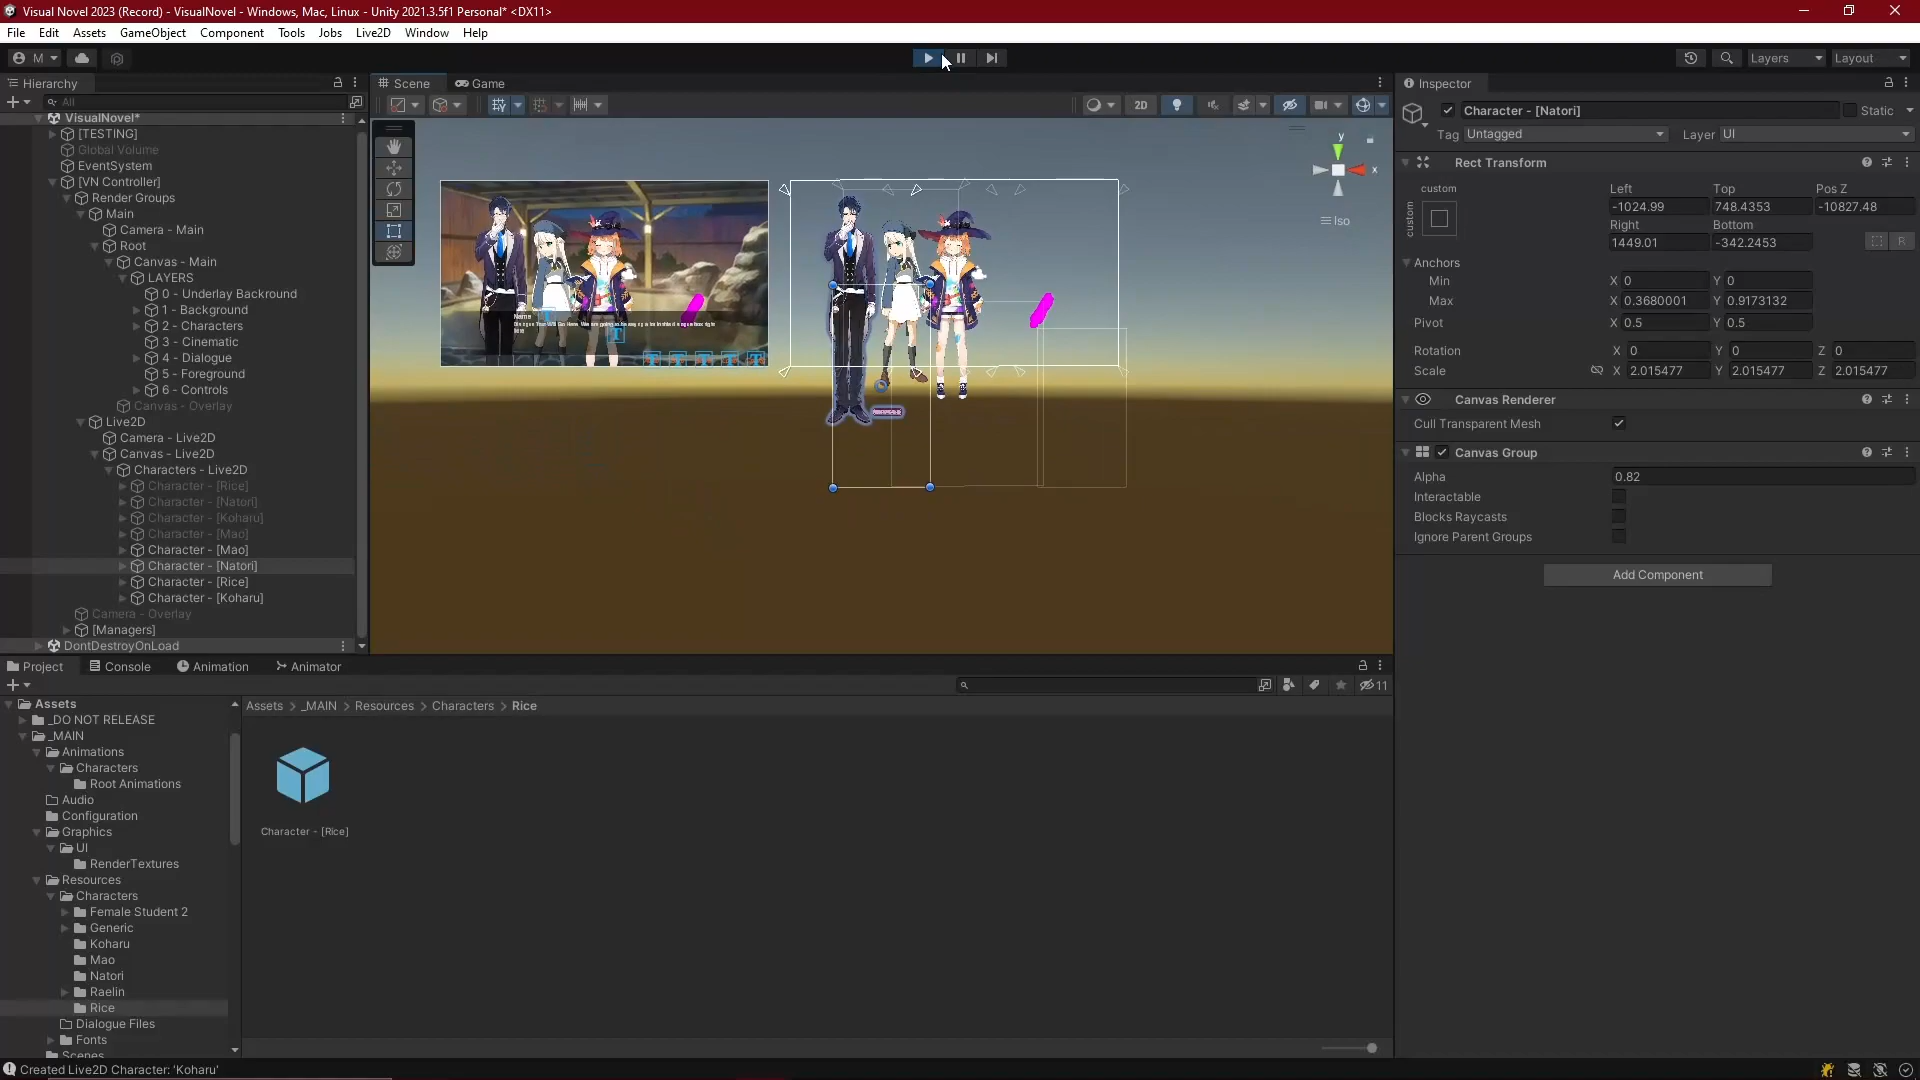 Visual Novel 2023 (Record) - VisualNovel - Windows, Mac, Linux - Unity 2021.3.5f1 Personal* <DX11>
File Edit Assets GameObject Component Tools Jobs Live2D Window Help
M Layers Layout
Hierarchy
All
VisualNovel*
[TESTING]
Global Volume
EventSystem
[VN Controller]
Render Groups
Main
Camera - Main
Root
Canvas - Main
LAYERS
0 - Underlay Backround
1 - Background
2 - Characters
3 - Cinematic
4 - Dialogue
5 - Foreground
6 - Controls
Canvas - Overlay
Live2D
Camera - Live2D
Canvas - Live2D
Characters - Live2D
Character - [Rice]
Character - [Natori]
Character - [Koharu]
Character - [Mao]
Character - [Mao]
Character - [Natori]
Character - [Rice]
Character - [Koharu]
Camera - Overlay
[Managers]
DontDestroyOnLoad
Scene Game
2D
y
x
Iso
Name
Inspector
Character - [Natori] Static
Tag Untagged Layer UI
Rect Transform
custom Left Top Pos Z
custom -1024.99 748.4353 -10827.48
Right Bottom
1449.01 -342.2453 R
Anchors
Min X 0 Y 0
Max X 0.3680001 Y 0.9173132
Pivot X 0.5 Y 0.5
Rotation X 0 Y 0 Z 0
Scale X 2.015477 Y 2.015477 Z 2.015477
Canvas Renderer
Cull Transparent Mesh
Canvas Group
Alpha 0.82
Interactable
Blocks Raycasts
Ignore Parent Groups
Add Component
Project Console Animation Animator
11
Assets
_DO NOT RELEASE
_MAIN
Animations
Characters
Root Animations
Audio
Configuration
Graphics
UI
RenderTextures
Resources
Characters
Female Student 2
Generic
Koharu
Mao
Natori
Raelin
Rice
Dialogue Files
Fonts
Scenes
Assets > _MAIN > Resources > Characters > Rice
Character - [Rice]
Created Live2D Character: 'Koharu'